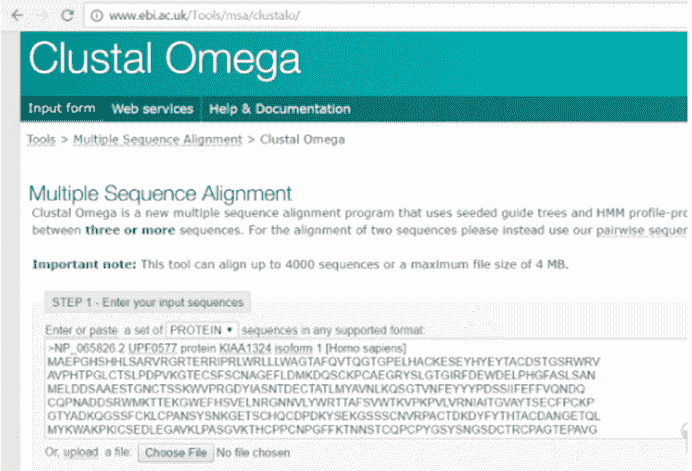 www.ebi.ac.uk/Tools/msa/clustalo/
Clustal Omega
Input form Web services Help & Documentation
Tools > Multiple Sequence Alignment > Clustal Omega
Multiple Sequence Alignment
Clustal Omega is a new multiple sequence alignment program that uses seeded guide trees and HMM profile-pro
between three or more sequences. For the alignment of two sequences please instead use our pairwise sequen
Important note: This tool can align up to 4000 sequences or a maximum file size of 4 MB.
STEP 1 - Enter your input sequences
Enter or paste a set of PROTEIN sequences in any supported format:
>NP_065826.2 UPF0577 protein KIAA1324 isoform 1 [Homo sapiens]
MAEPGHSHHLSARVRGRTERRIPRLWRLLLWAGTAFQVTQGTGPELHACKESEYHYEYTACDSTGSRWRV
AVPHTPGLCTSLPDPVKGTECSFSCNAGEFLDMKDQSCKPCAEGRYSLGTGIRFDEWDELPHGFASLSAN
MELDDSAAESTGNCTSSKWVPRGDYIASNTDECTATLMYAVNLKQSGTVNFEYYYPDSSIIFEFFVQNDQ
CQPNADDSRWMKTTEKGWEFHSVELNRGNNVLYWRTTAFSVWTKVPKPVLVRNIAITGVAYTSECFPCKP
GTYADKQGSSFCKLCPANSYSNKGETSCHQCDPDKYSEKGSSSCNVRPACTDKDYFYTHTACDANGETQL
MYKWAKPKICSEDLEGAVKLPASGVKTHCPPCNPGFFKTNNSTCQPCPYGSYSNGSDCTRCPAGTEPAVG
Or, upload a file: Choose File No file chosen